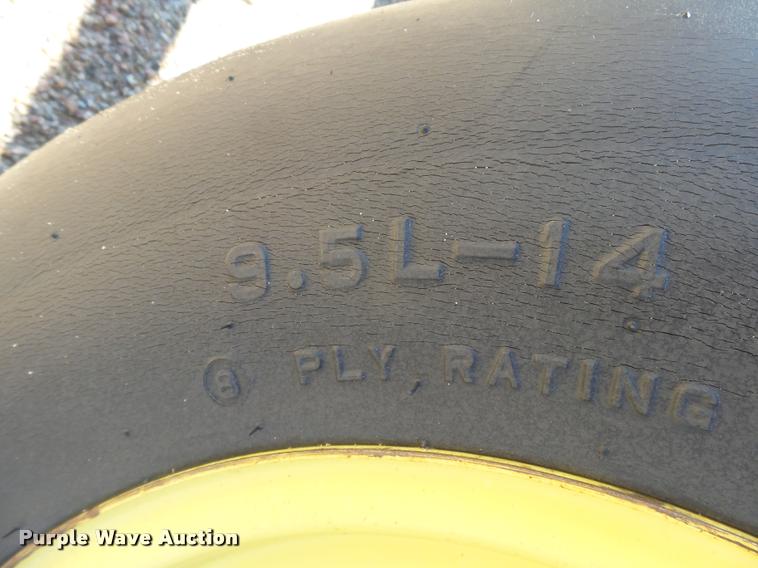 9.5L-14
8 PLY RATING
Purple Wave Auction